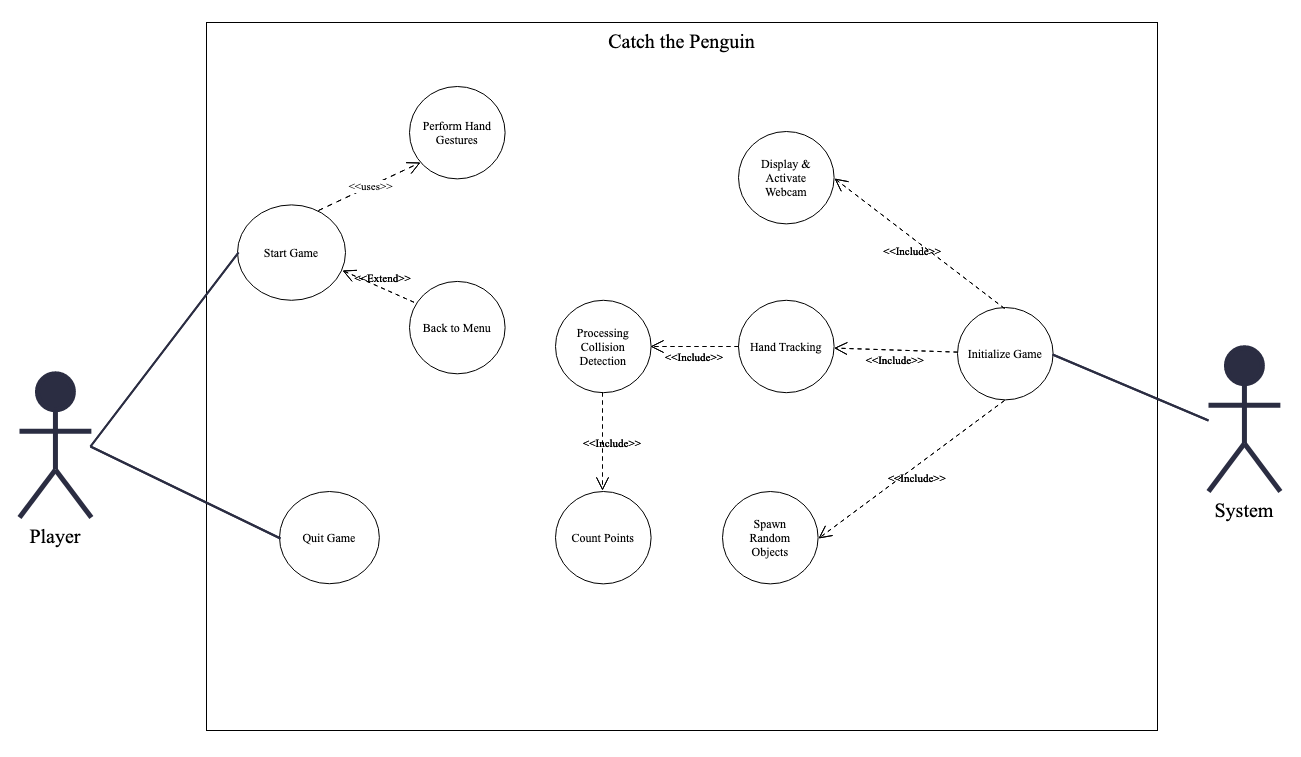 Catch the Penguin
Perform Hand
Gestures
<<uses>>
Start Game
<<Extend>>
Back to Menu
Display &
Activate
Webcam
<<Include>>
Processing
Collision
Detection
<<Include>>
Hand Tracking
<<Include>>
Initialize Game
<<Include>>
<<Include>>
Quit Game
Count Points
Spawn
Random
Objects
Player
System